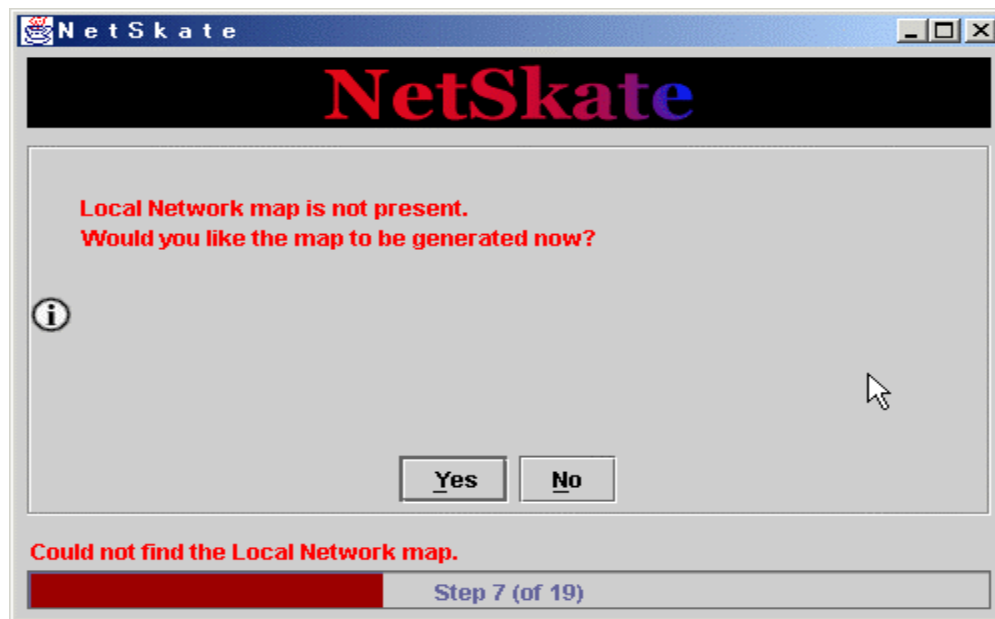 N e t S k a t e
NetSkate
Local Network map is not present.
Would you like the map to be generated now?
Yes No
Could not find the Local Network map.
Step 7 (of 19)